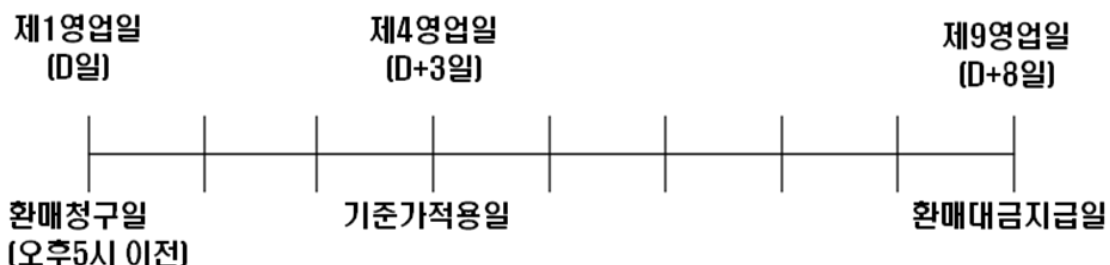 제1영업일
(D일)
제4영업일
(D+3일)
제9영업일
(D+8일)
환매청구일
(오후5시 이전)
기준가적용일
환매대금지급일